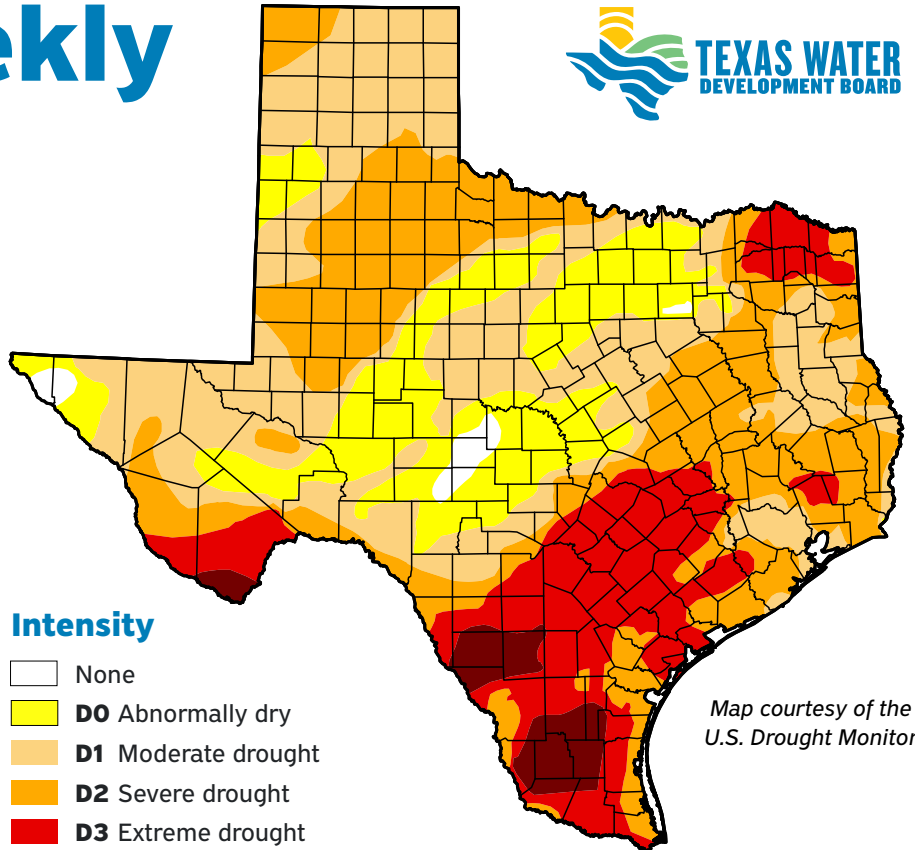 ekly
TEXAS WATER
DEVELOPMENT BOARD
Intensity
None
D0 Abnormally dry
D1 Moderate drought
D2 Severe drought
D3 Extreme drought
Map courtesy of the
U.S. Drought Monitor